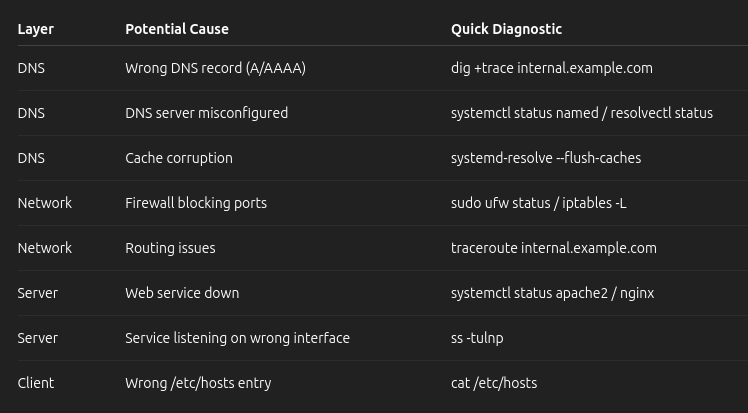 Layer Potential Cause Quick Diagnostic
DNS Wrong DNS record (A/AAAA) dig +trace internal.example.com
DNS DNS server misconfigured systemctl status named / resolvectl status
DNS Cache corruption systemd-resolve --flush-caches
Network Firewall blocking ports sudo ufw status / iptables -L
Network Routing issues traceroute internal.example.com
Server Web service down systemctl status apache2 / nginx
Server Service listening on wrong interface ss -tulnp
Client Wrong /etc/hosts entry cat /etc/hosts